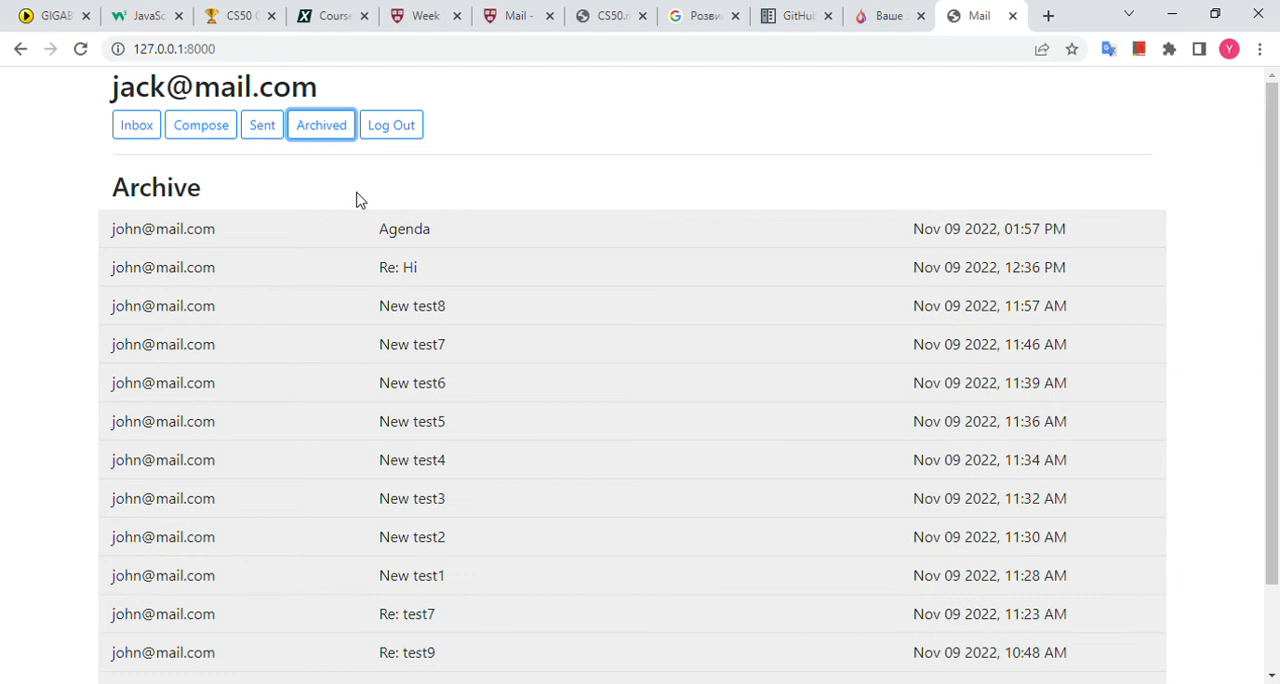 GIGAB JavaSc CS50 C Course Week Mail - CS50.r Розви GitHub Ваше Mail
127.0.0.1:8000 Y
jack@mail.com
Inbox Compose Sent Archived Log Out
Archive
john@mail.com Agenda Nov 09 2022, 01:57 PM
john@mail.com Re: Hi Nov 09 2022, 12:36 PM
john@mail.com New test8 Nov 09 2022, 11:57 AM
john@mail.com New test7 Nov 09 2022, 11:46 AM
john@mail.com New test6 Nov 09 2022, 11:39 AM
john@mail.com New test5 Nov 09 2022, 11:36 AM
john@mail.com New test4 Nov 09 2022, 11:34 AM
john@mail.com New test3 Nov 09 2022, 11:32 AM
john@mail.com New test2 Nov 09 2022, 11:30 AM
john@mail.com New test1 Nov 09 2022, 11:28 AM
john@mail.com Re: test7 Nov 09 2022, 11:23 AM
john@mail.com Re: test9 Nov 09 2022, 10:48 AM